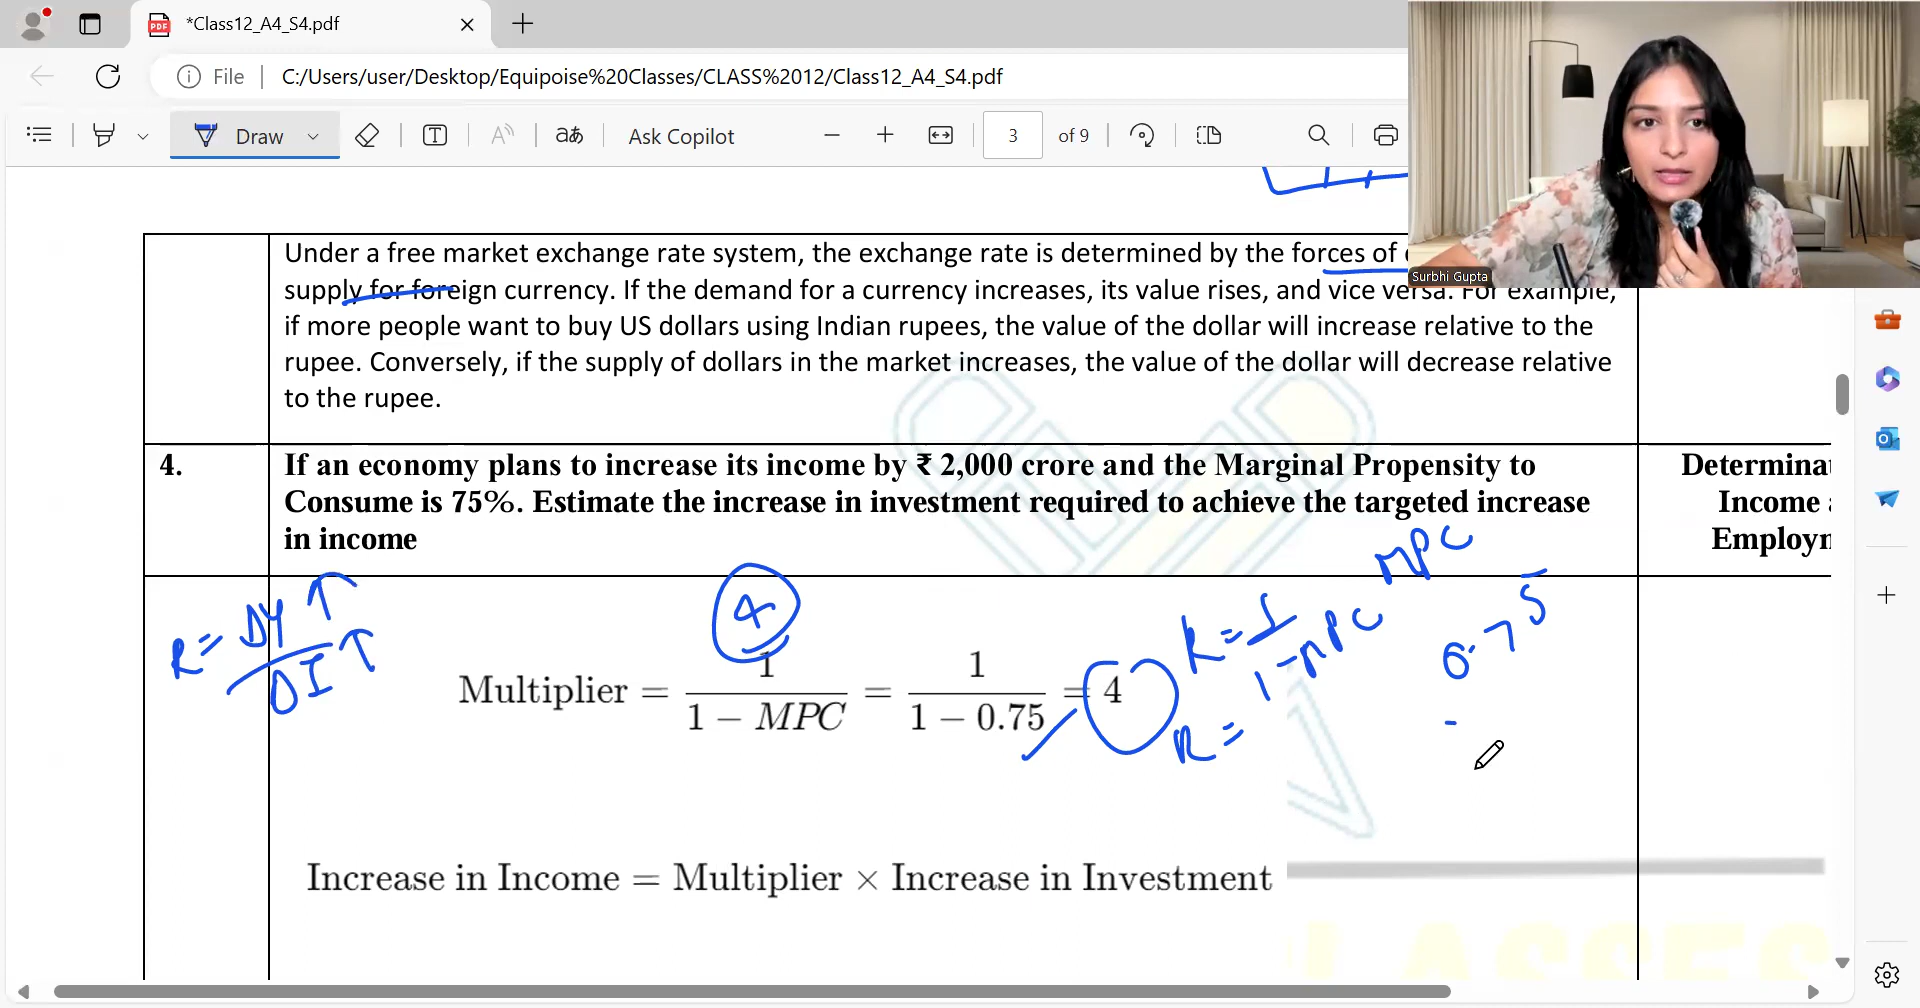 *Class12_A4_S4.pdf
File | C:/Users/user/Desktop/Equipoise%20Classes/CLASS%2012/Class12_A4_S4.pdf
Draw
aあ
Ask Copilot
3 of 9
Surbhi Gupta
Under a free market exchange rate system, the exchange rate is determined by the forces of
supply for foreign currency. If the demand for a currency increases, its value rises, and vice versa. For example,
if more people want to buy US dollars using Indian rupees, the value of the dollar will increase relative to the
rupee. Conversely, if the supply of dollars in the market increases, the value of the dollar will decrease relative
to the rupee.
4. If an economy plans to increase its income by ₹ 2,000 crore and the Marginal Propensity to
Consume is 75%. Estimate the increase in investment required to achieve the targeted increase
in income
Income
MPC
K = ΔY ↑ / ΔI ↑
4
K = 1 / 1-MPC
0.75
Multiplier = 1 / 1 − MPC = 1 / 1 − 0.75 = 4
K =
Increase in Income = Multiplier × Increase in Investment
LASSES